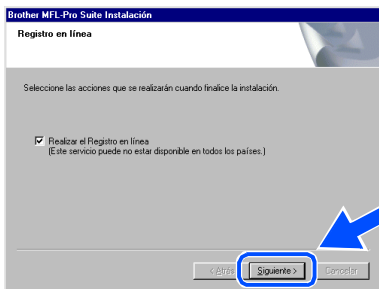 Brother MFL-Pro Suite Instalación
Registro en línea
Seleccione las acciones que se realizarán cuando finalice la instalación.
Realizar el Registro en línea
(Este servicio puede no estar disponible en todos los países.)
< Atrás
Siguiente >
Cancelar